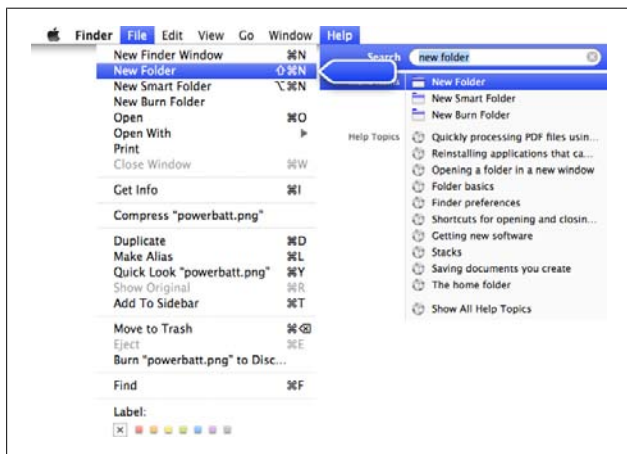 Finder File Edit View Go Window Help
New Finder Window ⌘N
New Folder ⇧⌘N
New Smart Folder ⌥⌘N
New Burn Folder
Open ⌘O
Open With ▶
Print
Close Window ⌘W
Get Info ⌘I
Compress "powerbatt.png"
Duplicate ⌘D
Make Alias ⌘L
Quick Look "powerbatt.png" ⌘Y
Show Original ⌘R
Add To Sidebar ⌘T
Move to Trash ⌘⌫
Eject ⌘E
Burn "powerbatt.png" to Disc...
Find ⌘F
Label:
Search new folder
New Folder
New Smart Folder
New Burn Folder
Help Topics Quickly processing PDF files usin...
Reinstalling applications that ca...
Opening a folder in a new window
Folder basics
Finder preferences
Shortcuts for opening and closin...
Getting new software
Stacks
Saving documents you create
The home folder
Show All Help Topics